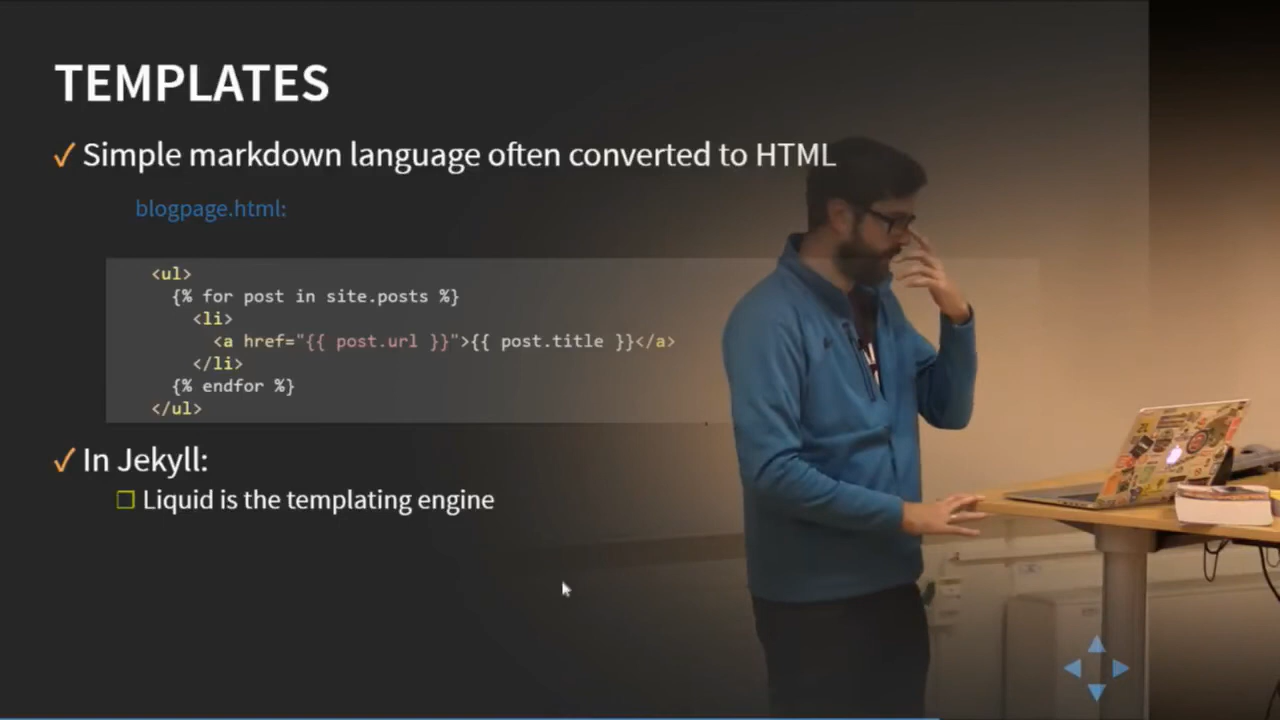 TEMPLATES
✓ Simple markdown language often converted to HTML
blogpage.html:
<ul>
  {% for post in site.posts %}
    <li>
      <a href="{{ post.url }}">{{ post.title }}</a>
    </li>
  {% endfor %}
</ul>
✓ In Jekyll:
❐ Liquid is the templating engine